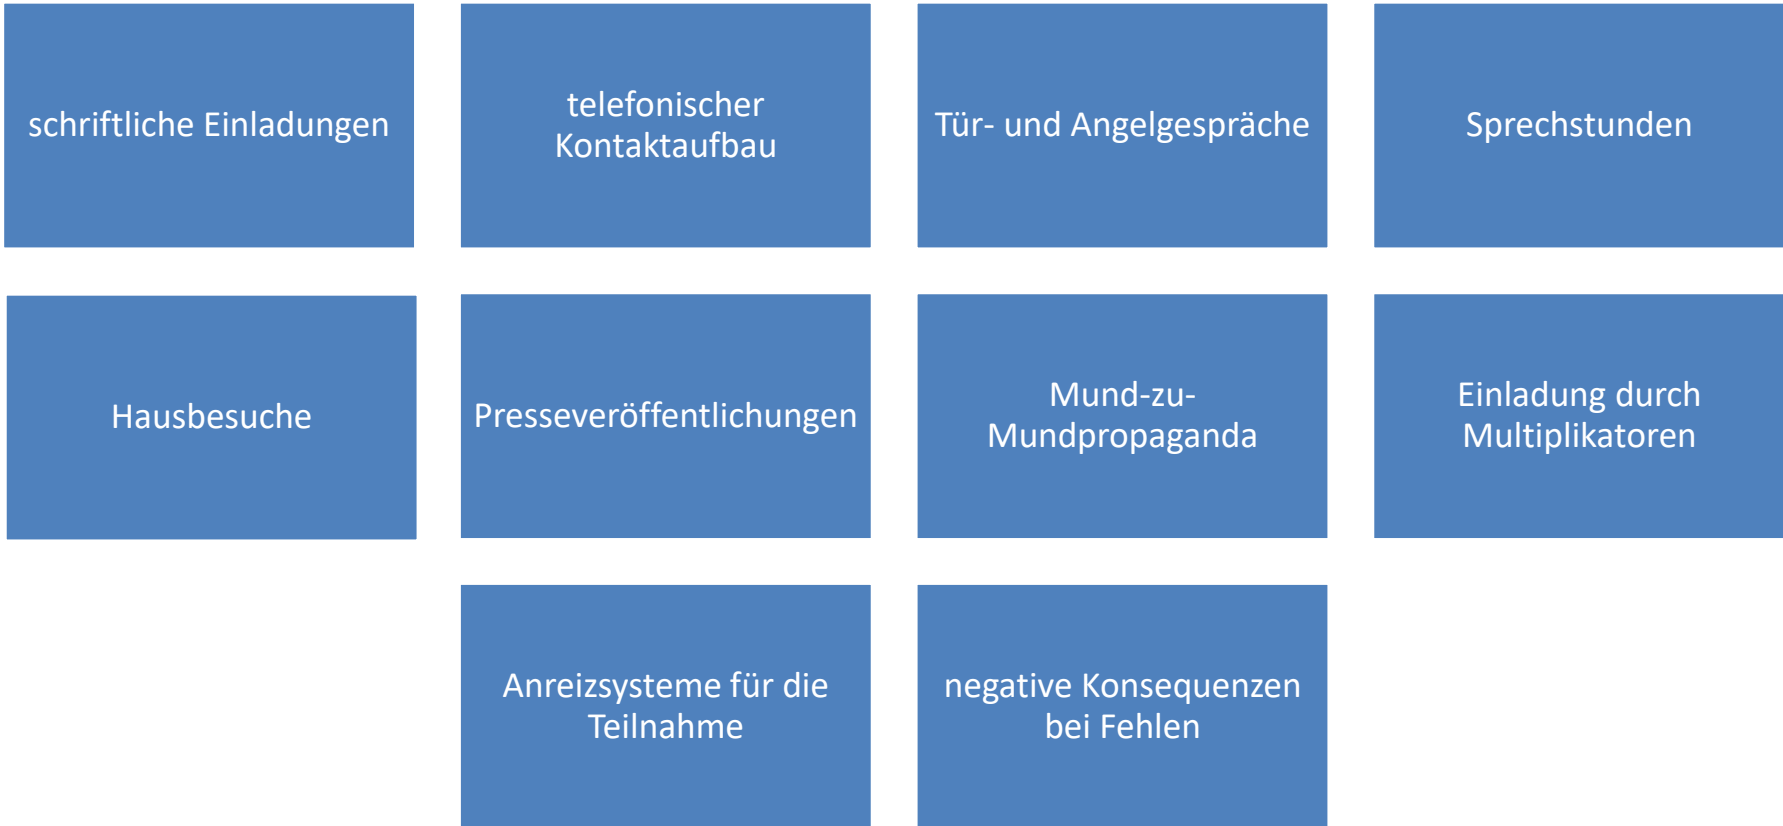 schriftliche Einladungen
telefonischer
Kontaktaufbau
Tür- und Angelgespräche
Sprechstunden
Hausbesuche
Presseveröffentlichungen
Mund-zu-
Mundpropaganda
Einladung durch
Multiplikatoren
Anreizsysteme für die
Teilnahme
negative Konsequenzen
bei Fehlen